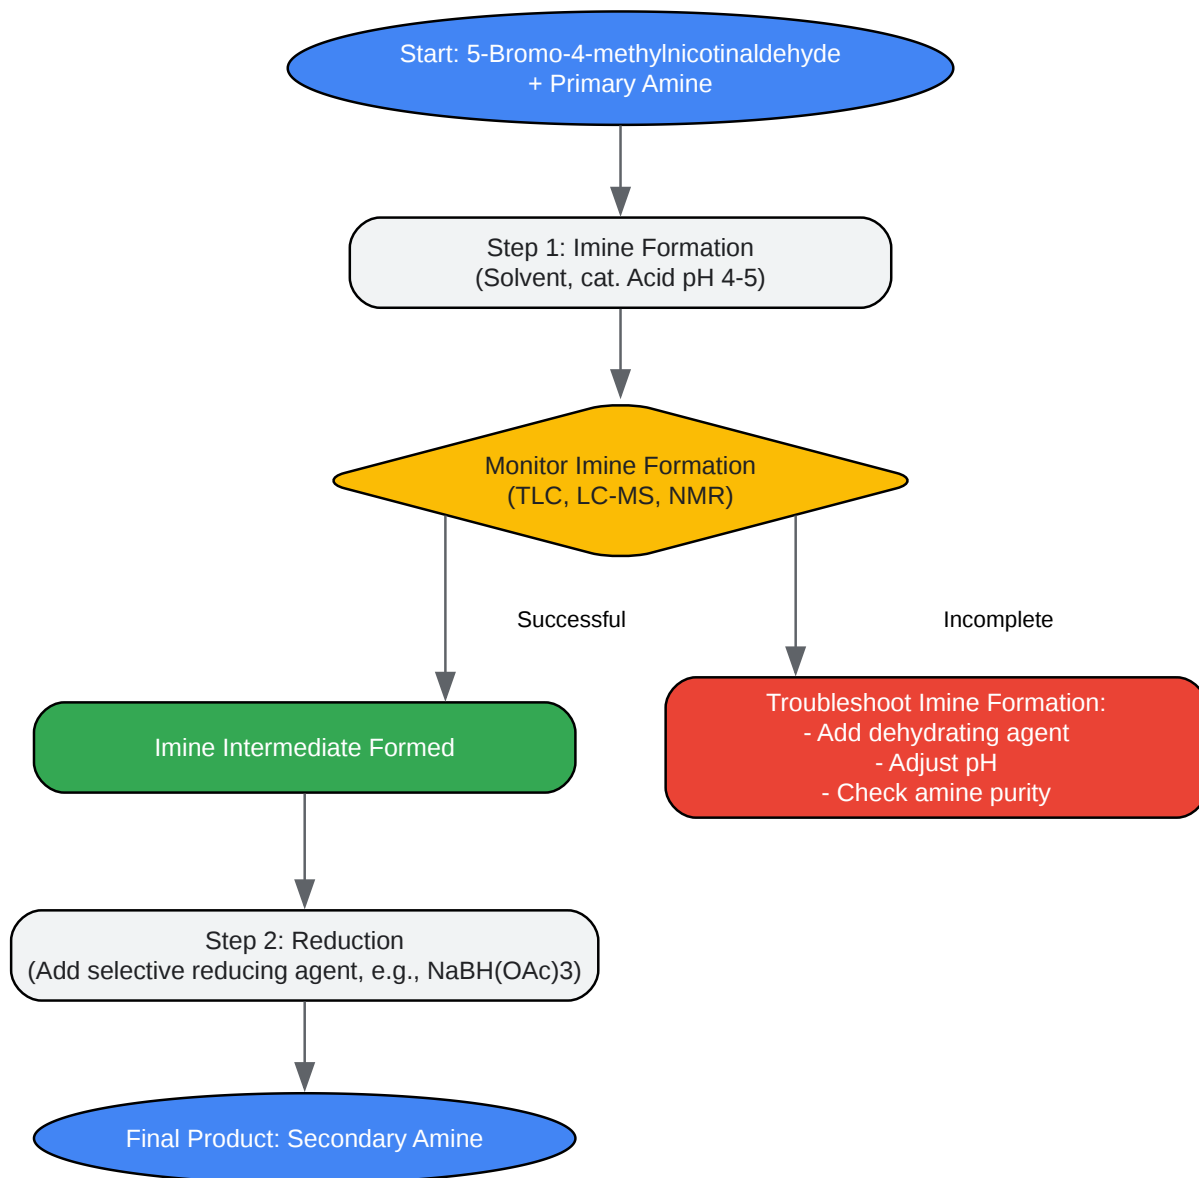 Start: 5-Bromo-4-methylnicotinaldehyde
+ Primary Amine
Step 1: Imine Formation
(Solvent, cat. Acid pH 4-5)
Monitor Imine Formation
(TLC, LC-MS, NMR)
Successful
Incomplete
Imine Intermediate Formed
Troubleshoot Imine Formation:
- Add dehydrating agent
- Adjust pH
- Check amine purity
Step 2: Reduction
(Add selective reducing agent, e.g., NaBH(OAc)3)
Final Product: Secondary Amine